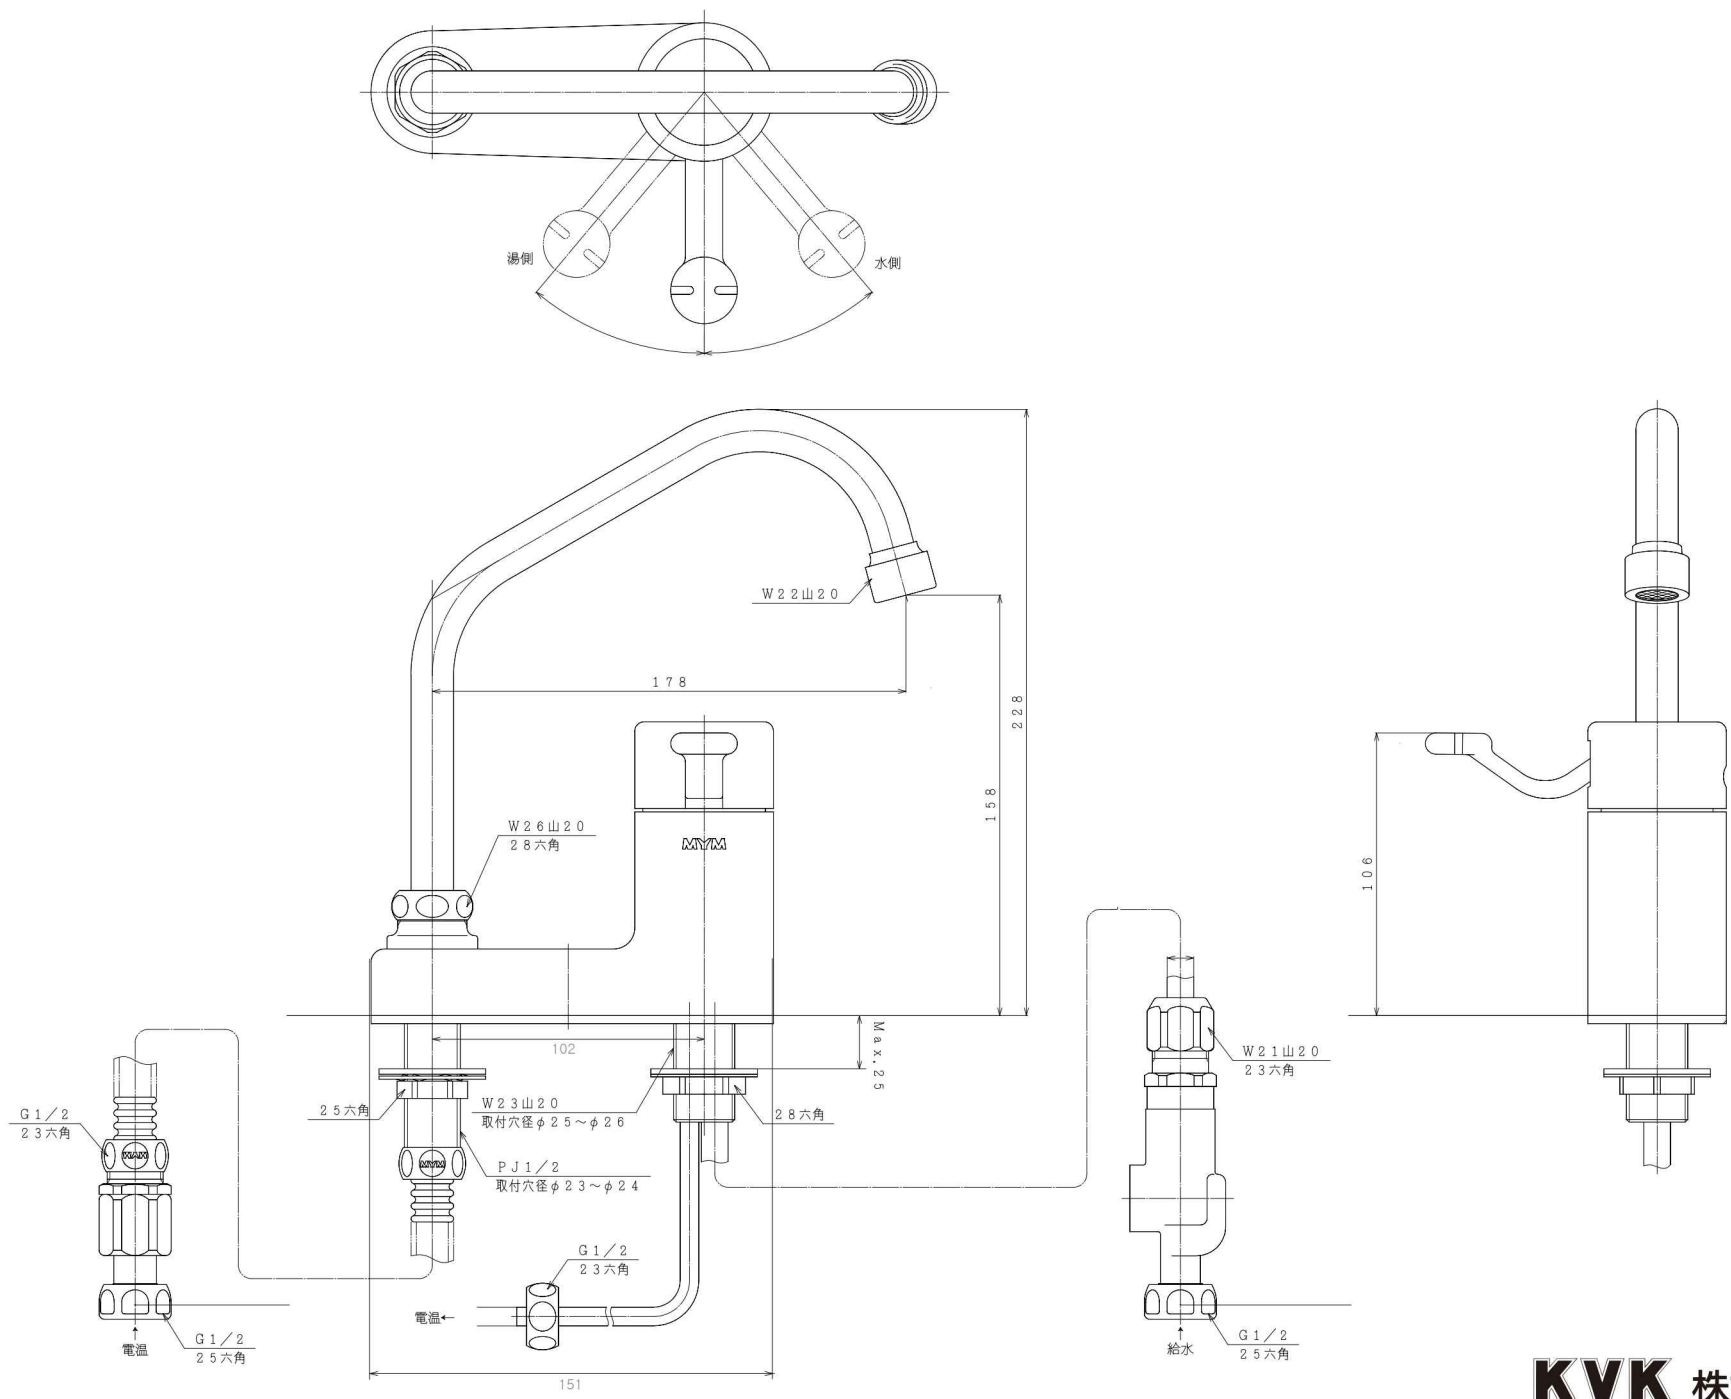 湯側
水側
W22山20
178
228
158
W26山20
28六角
MYM
106
102
Max.25
W21山20
23六角
G1/2
23六角
25六角
W23山20
取付穴径φ25～φ26
28六角
MYM
MYM
PJ1/2
取付穴径φ23～φ24
G1/2
23六角
電温←
電温
G1/2
25六角
給水
G1/2
25六角
151
KVK 株